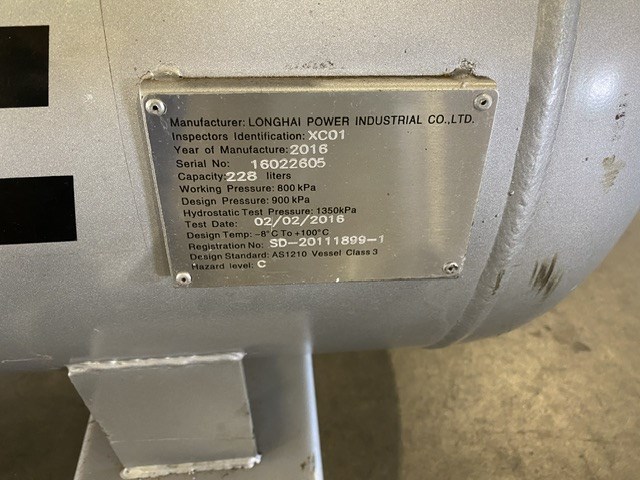 Manufacturer: LONGHAI POWER INDUSTRIAL CO.,LTD.
Inspectors Identification: XC01
Year of Manufacture: 2016
Serial No: 16022605
Capacity: 228 liters
Working Pressure: 800 kPa
Design Pressure: 900 kPa
Hydrostatic Test Pressure: 1350kPa
Test Date: 02/02/2016
Design Temp: -8°C To +100°C
Registration No: SD-20111899-1
Design Standard: AS1210 Vessel Class 3
Hazard level: C